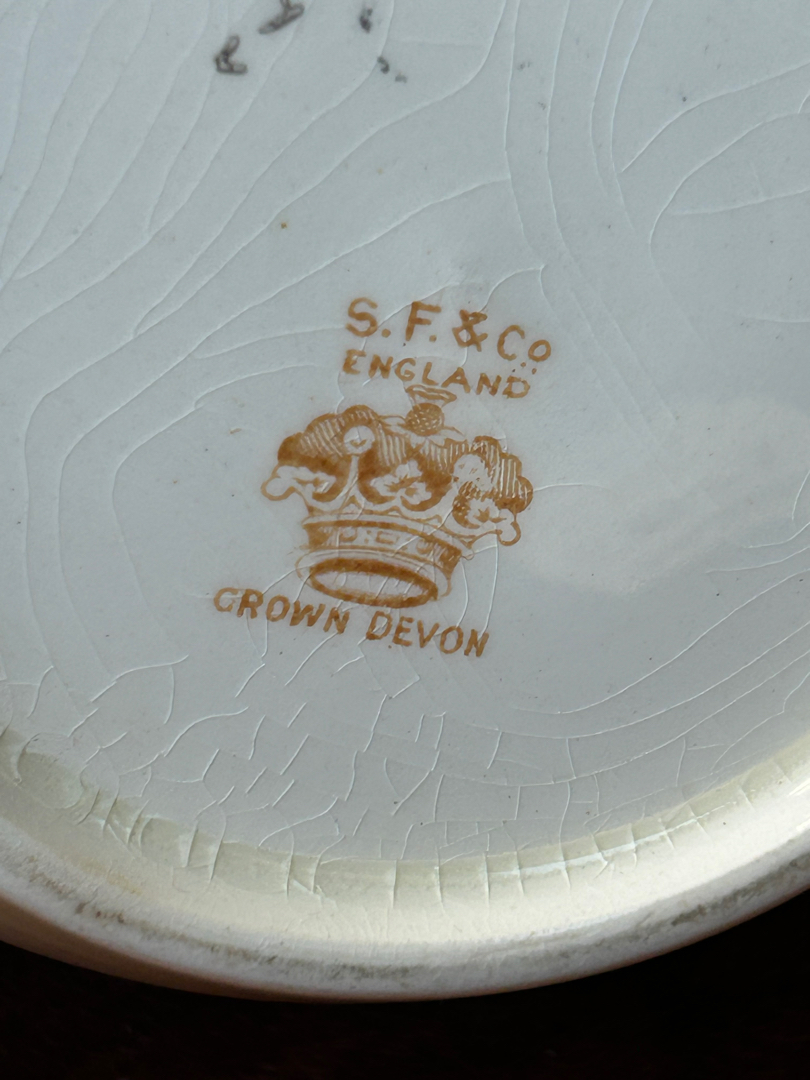 S. F. & Co
ENGLAND
CROWN DEVON